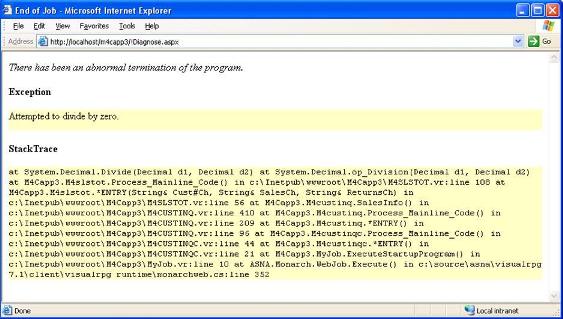 End of Job - Microsoft Internet Explorer
File Edit View Favorites Tools Help
Address http://localhost/m4capp3/!Diagnose.aspx Go
There has been an abnormal termination of the program.
Exception
Attempted to divide by zero.
StackTrace
at System.Decimal.Divide(Decimal d1, Decimal d2) at System.Decimal.op_Division(Decimal d1, Decimal d2)
at M4Capp3.M4slstot.Process_Mainline_Code() in c:\Inetpub\wwwroot\M4Capp3\M4SLSTOT.vr:line 108 at
M4Capp3.M4slstot.*ENTRY(String& Cust#Ch, String& SalesCh, String& ReturnsCh) in
c:\Inetpub\wwwroot\M4Capp3\M4SLSTOT.vr:line 56 at M4Capp3.M4custinq.SalesInfo() in
c:\Inetpub\wwwroot\M4Capp3\M4CUSTINQ.vr:line 410 at M4Capp3.M4custinq.Process_Mainline_Code() in
c:\Inetpub\wwwroot\M4Capp3\M4CUSTINQ.vr:line 209 at M4Capp3.M4custinq.*ENTRY() in
c:\Inetpub\wwwroot\M4Capp3\M4CUSTINQ.vr:line 96 at M4Capp3.M4custinqc.Process_Mainline_Code() in
c:\Inetpub\wwwroot\M4Capp3\M4CUSTINQC.vr:line 44 at M4Capp3.M4custinqc.*ENTRY() in
c:\Inetpub\wwwroot\M4Capp3\M4CUSTINQC.vr:line 21 at M4Capp3.MyJob.ExecuteStartupProgram() in
c:\Inetpub\wwwroot\M4Capp3\MyJob.vr:line 10 at ASNA.Monarch.WebJob.Execute() in c:\source\asna\visualrpg
7.1\client\visualrpg runtime\monarchweb.cs:line 352
Done Local intranet